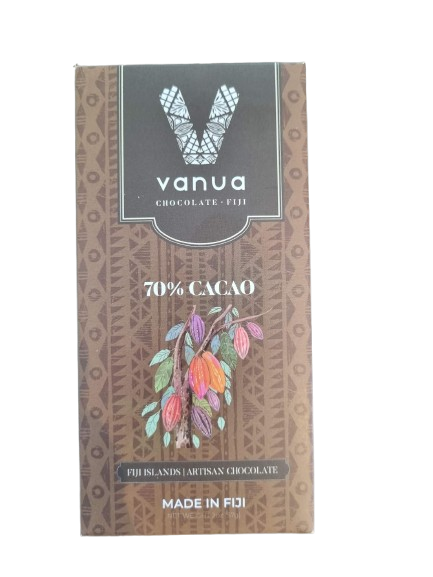 V
vanua
CHOCOLATE · FIJI
70% CACAO
FIJI ISLANDS | ARTISAN CHOCOLATE
MADE IN FIJI